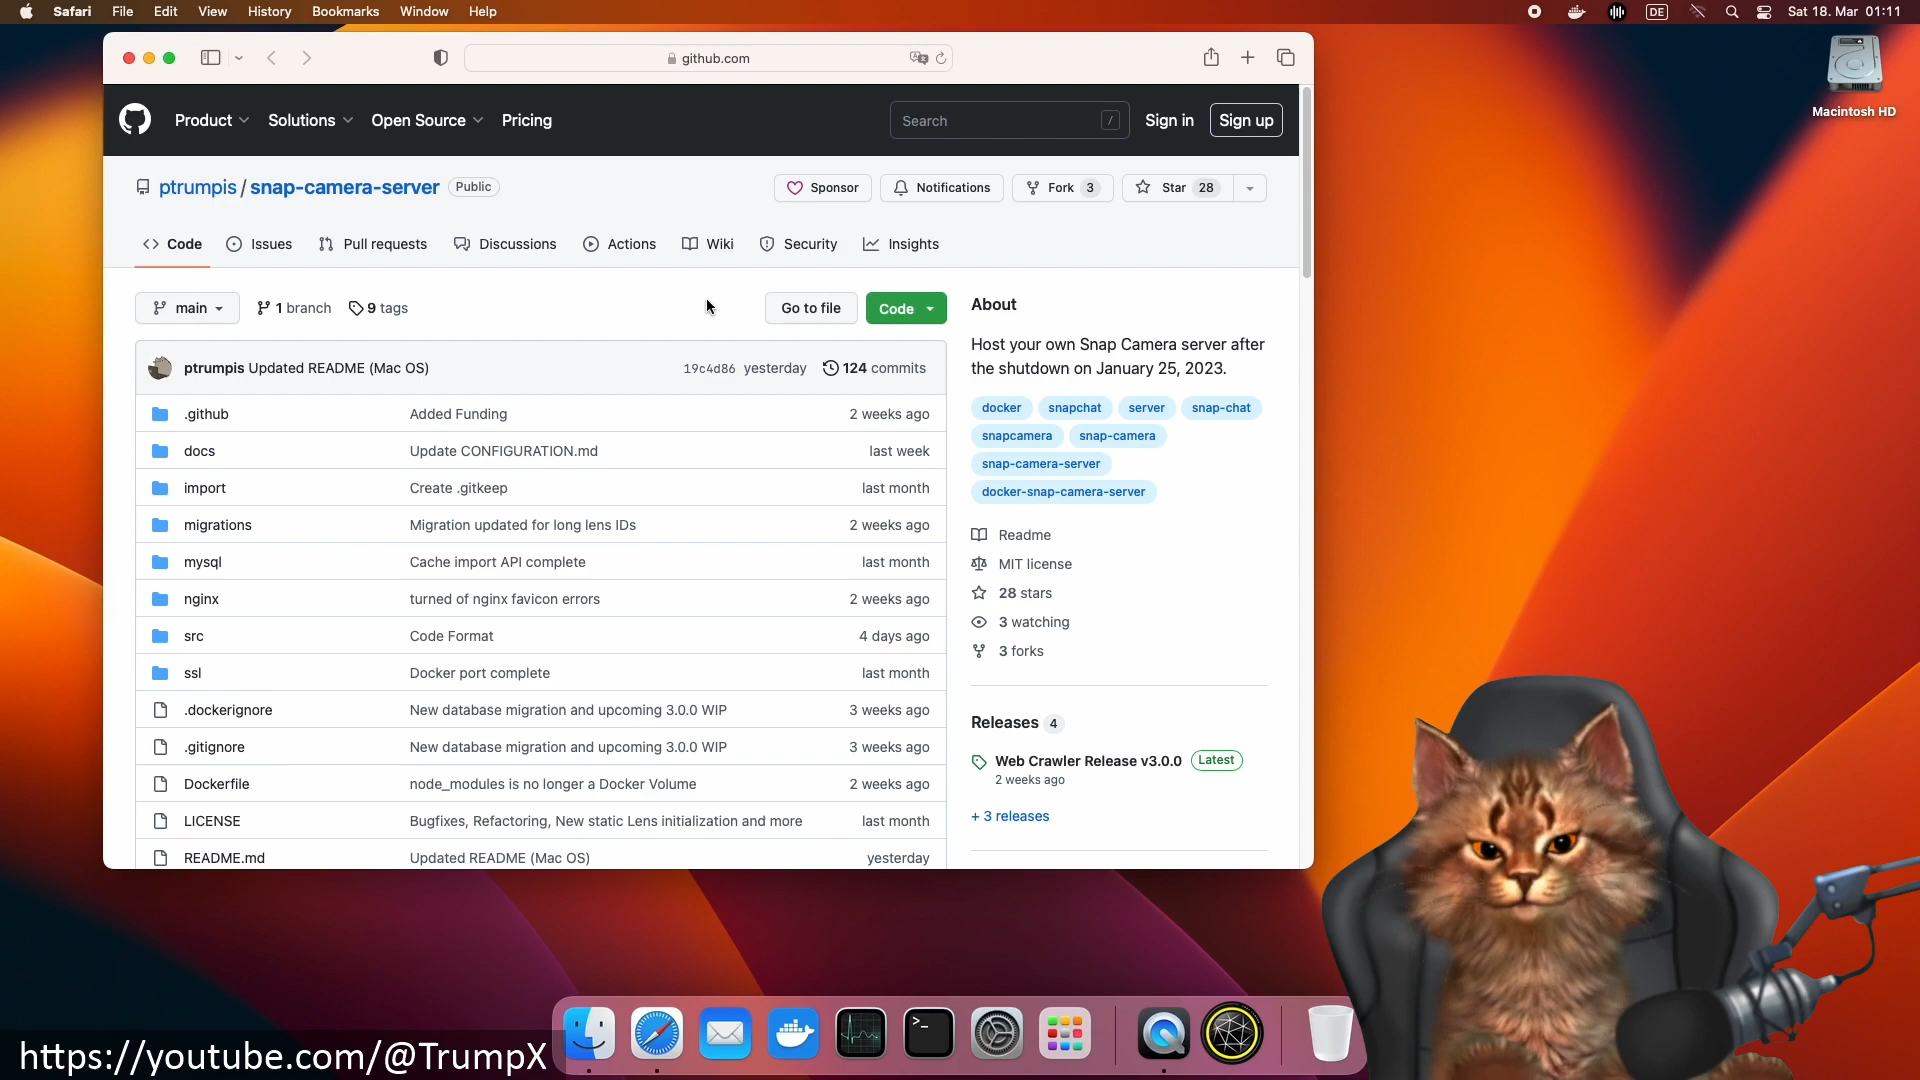 Safari File Edit View History Bookmarks Window Help
DE Sat 18. Mar 01:11
github.com
Macintosh HD
Product Solutions Open Source Pricing
Search / Sign in Sign up
ptrumpis / snap-camera-server Public
Sponsor Notifications Fork 3 Star 28
Code Issues Pull requests Discussions Actions Wiki Security Insights
main 1 branch 9 tags Go to file Code
ptrumpis Updated README (Mac OS) 19c4d86 yesterday 124 commits
.github Added Funding 2 weeks ago
docs Update CONFIGURATION.md last week
import Create .gitkeep last month
migrations Migration updated for long lens IDs 2 weeks ago
mysql Cache import API complete last month
nginx turned of nginx favicon errors 2 weeks ago
src Code Format 4 days ago
ssl Docker port complete last month
.dockerignore New database migration and upcoming 3.0.0 WIP 3 weeks ago
.gitignore New database migration and upcoming 3.0.0 WIP 3 weeks ago
Dockerfile node_modules is no longer a Docker Volume 2 weeks ago
LICENSE Bugfixes, Refactoring, New static Lens initialization and more last month
README.md Updated README (Mac OS) yesterday
About
Host your own Snap Camera server after
the shutdown on January 25, 2023.
docker snapchat server snap-chat
snapcamera snap-camera
snap-camera-server
docker-snap-camera-server
Readme
MIT license
28 stars
3 watching
3 forks
Releases 4
Web Crawler Release v3.0.0 Latest
2 weeks ago
+ 3 releases
https://youtube.com/@TrumpX